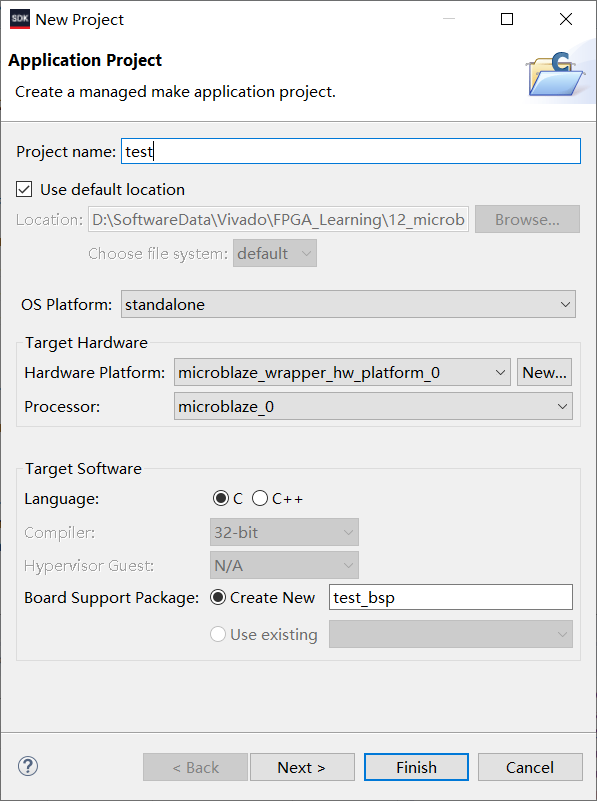 SDK New Project
Application Project
Create a managed make application project.
Project name: test
Use default location
Location: D:\SoftwareData\Vivado\FPGA_Learning\12_microb Browse...
Choose file system: default
OS Platform: standalone
Target Hardware
Hardware Platform: microblaze_wrapper_hw_platform_0 New...
Processor: microblaze_0
Target Software
Language: C C++
Compiler: 32-bit
Hypervisor Guest: N/A
Board Support Package: Create New test_bsp
Use existing
? < Back Next > Finish Cancel